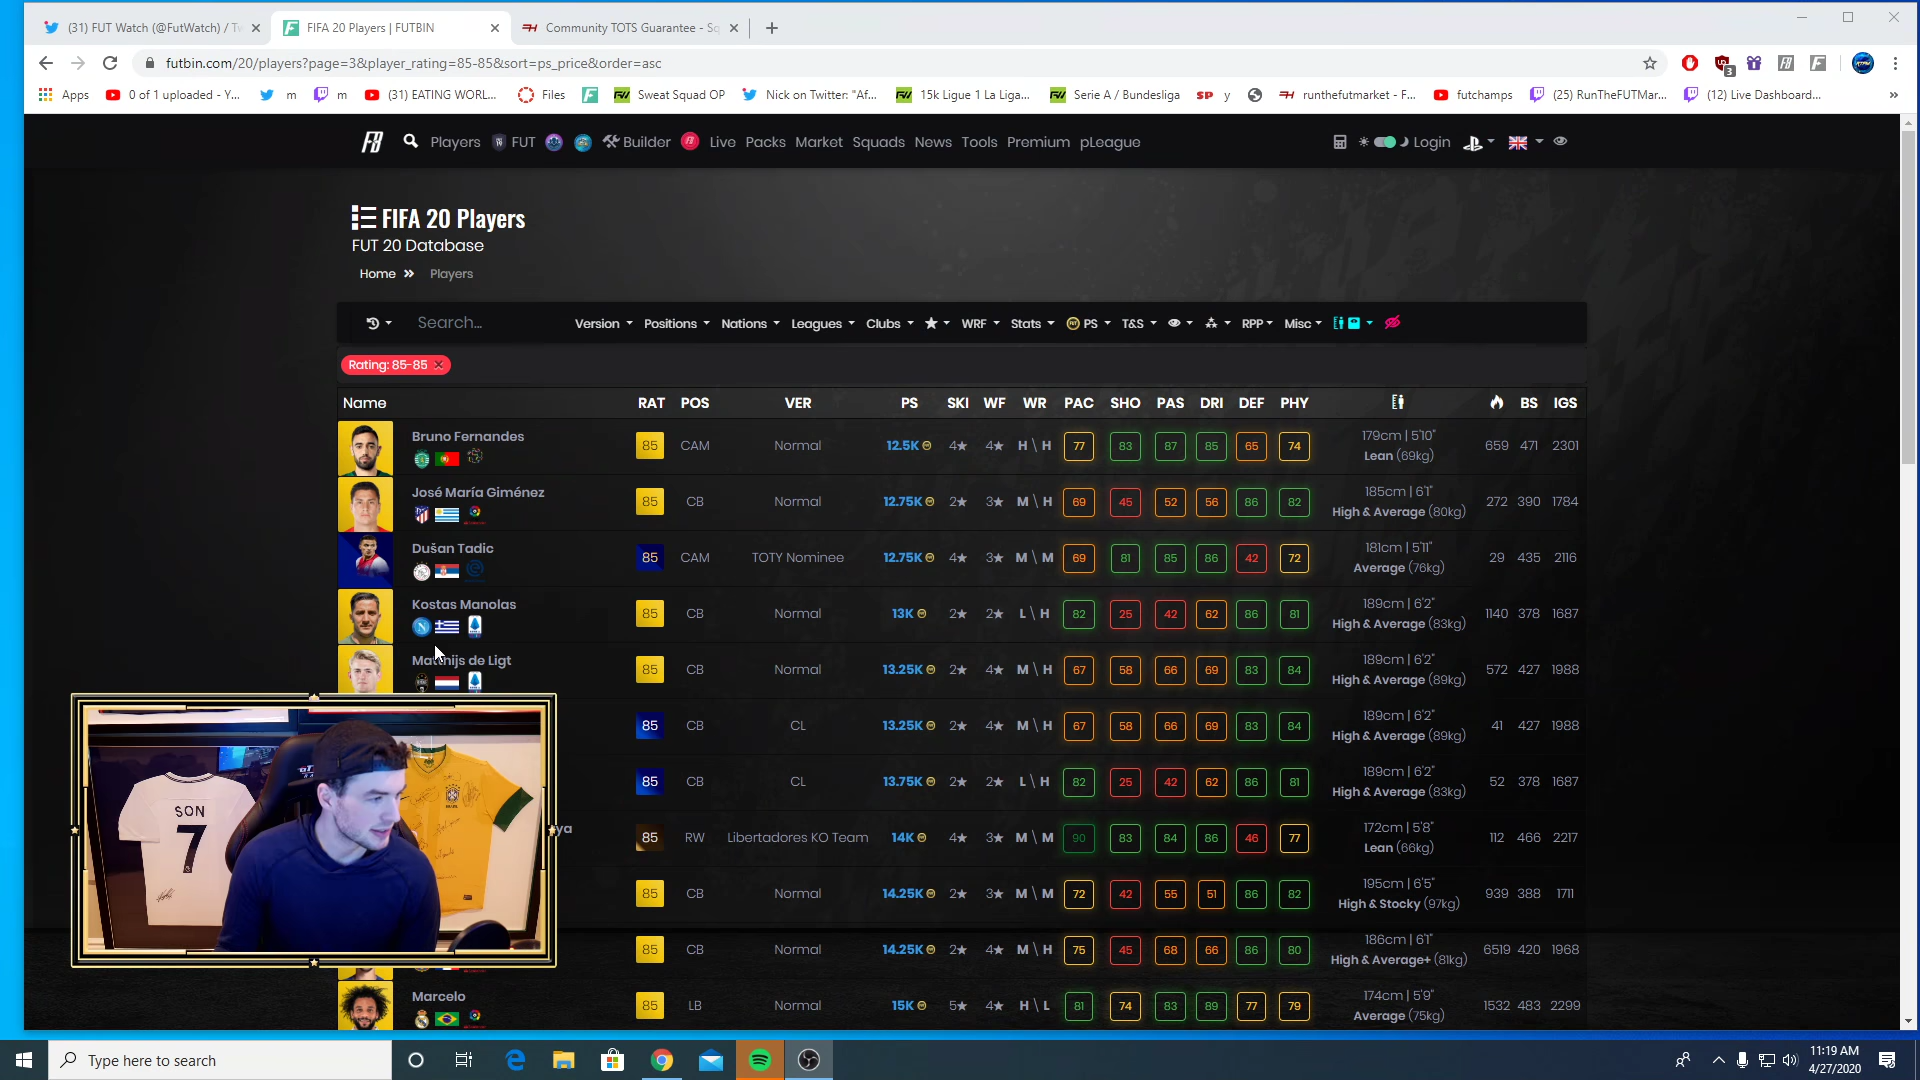 (31) FUT Watch (@FutWatch) / Tw
FIFA 20 Players | FUTBIN
Community TOTS Guarantee - Sq
futbin.com/20/players?page=3&player_rating=85-85&sort=ps_price&order=asc
3
Apps
0 of 1 uploaded - Y...
m
m
(31) EATING WORL...
Files
Sweat Squad OP
Nick on Twitter: "Af...
15k Ligue 1 La Liga...
Serie A / Bundesliga
SP y
runthefutmarket - F...
futchamps
(25) RunTheFUTMar...
(12) Live Dashboard...
Players FUT Builder Live Packs Market Squads News Tools Premium pLeague Login
FIFA 20 Players
FUT 20 Database
Home » Players
Search... Version Positions Nations Leagues Clubs WRF Stats PS T&S RPP Misc
Rating: 85-85 ×
Name RAT POS VER PS SKI WF WR PAC SHO PAS DRI DEF PHY BS IGS
Bruno Fernandes 85 CAM Normal 12.5K 4★ 4★ H \ H 77 83 87 85 65 74 179cm | 5'10" Lean (69kg) 659 471 2301
José María Giménez 85 CB Normal 12.75K 2★ 3★ M \ H 69 45 52 56 86 82 185cm | 6'1" High & Average (80kg) 272 390 1784
Dušan Tadic 85 CAM TOTY Nominee 12.75K 4★ 3★ M \ M 69 81 85 86 42 72 181cm | 5'11" Average (76kg) 29 435 2116
Kostas Manolas 85 CB Normal 13K 2★ 2★ L \ H 82 25 42 62 86 81 189cm | 6'2" High & Average (83kg) 1140 378 1687
Matthijs de Ligt 85 CB Normal 13.25K 2★ 4★ M \ H 67 58 66 69 83 84 189cm | 6'2" High & Average (89kg) 572 427 1988
85 CB CL 13.25K 2★ 4★ M \ H 67 58 66 69 83 84 189cm | 6'2" High & Average (89kg) 41 427 1988
85 CB CL 13.75K 2★ 2★ L \ H 82 25 42 62 86 81 189cm | 6'2" High & Average (83kg) 52 378 1687
ya 85 RW Libertadores KO Team 14K 4★ 3★ M \ M 90 83 84 86 46 77 172cm | 5'8" Lean (66kg) 112 466 2217
85 CB Normal 14.25K 2★ 3★ M \ M 72 42 55 51 86 82 195cm | 6'5" High & Stocky (97kg) 939 388 1711
85 CB Normal 14.25K 2★ 4★ M \ H 75 45 68 66 86 80 186cm | 6'1" High & Average+ (81kg) 6519 420 1968
Marcelo 85 LB Normal 15K 5★ 4★ H \ L 81 74 83 89 77 79 174cm | 5'9" Average (75kg) 1532 483 2299
SON
7
Type here to search
11:19 AM
4/27/2020